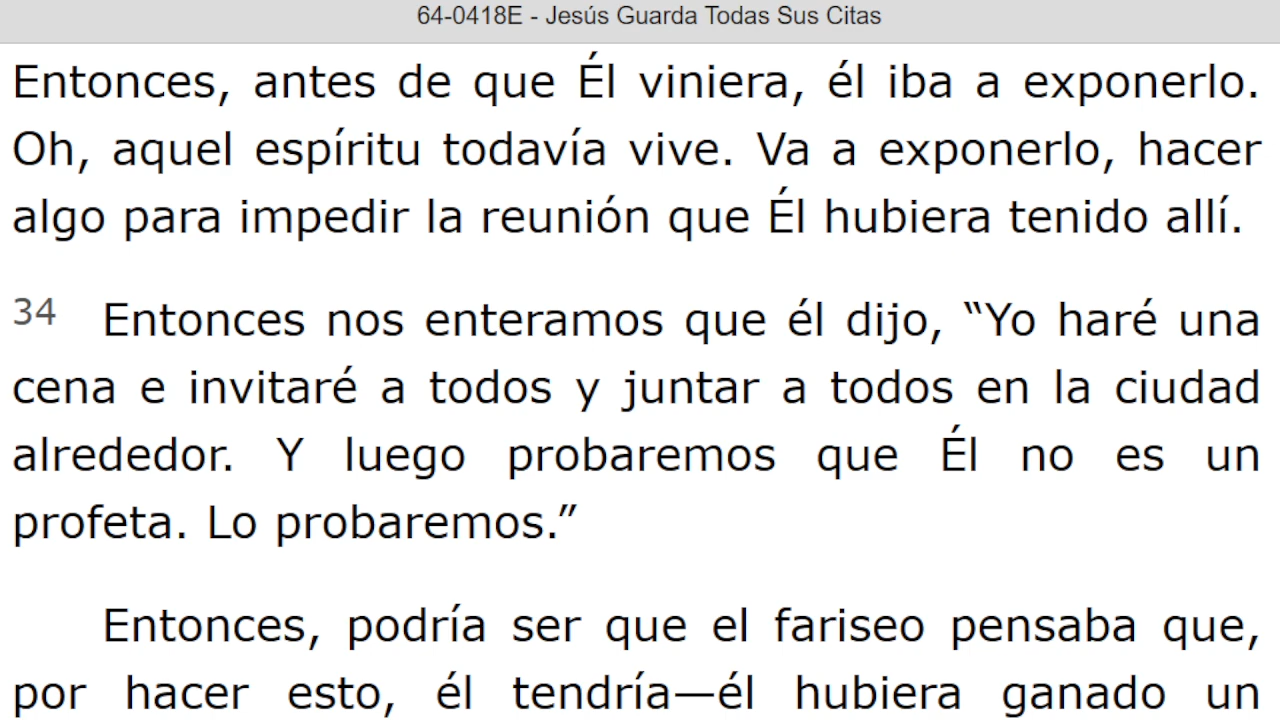 64-0418E - Jesús Guarda Todas Sus Citas
Entonces, antes de que Él viniera, él iba a exponerlo.
Oh, aquel espíritu todavía vive. Va a exponerlo, hacer
algo para impedir la reunión que Él hubiera tenido allí.
34 Entonces nos enteramos que él dijo, “Yo haré una
cena e invitaré a todos y juntar a todos en la ciudad
alrededor. Y luego probaremos que Él no es un
profeta. Lo probaremos.”
Entonces, podría ser que el fariseo pensaba que,
por hacer esto, él tendría—él hubiera ganado un